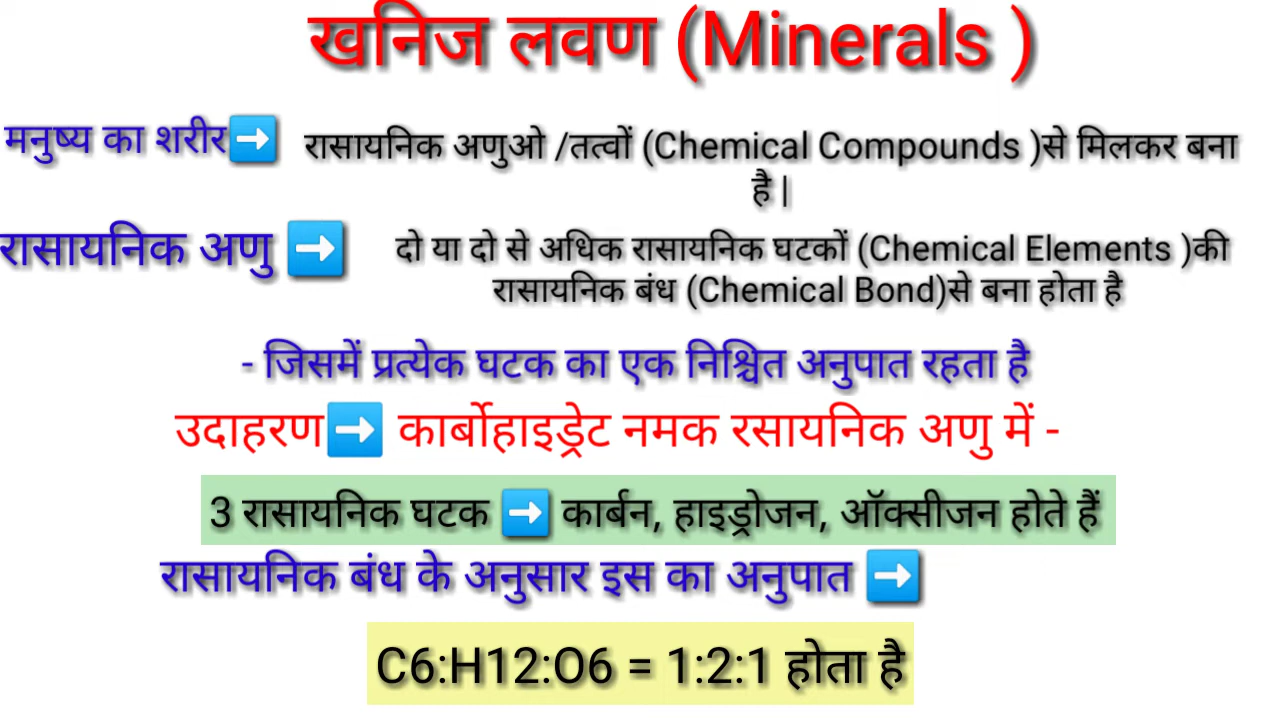 खनिज लवण (Minerals )
मनुष्य का शरीर➡️ रासायनिक अणुओ /तत्वों (Chemical Compounds )से मिलकर बना
है |
रासायनिक अणु ➡️ दो या दो से अधिक रासायनिक घटकों (Chemical Elements )की
रासायनिक बंध (Chemical Bond)से बना होता है
- जिसमें प्रत्येक घटक का एक निश्चित अनुपात रहता है
उदाहरण➡️ कार्बोहाइड्रेट नमक रसायनिक अणु में -
3 रासायनिक घटक ➡️ कार्बन, हाइड्रोजन, ऑक्सीजन होते हैं
रासायनिक बंध के अनुसार इस का अनुपात ➡️
C6:H12:O6 = 1:2:1 होता है